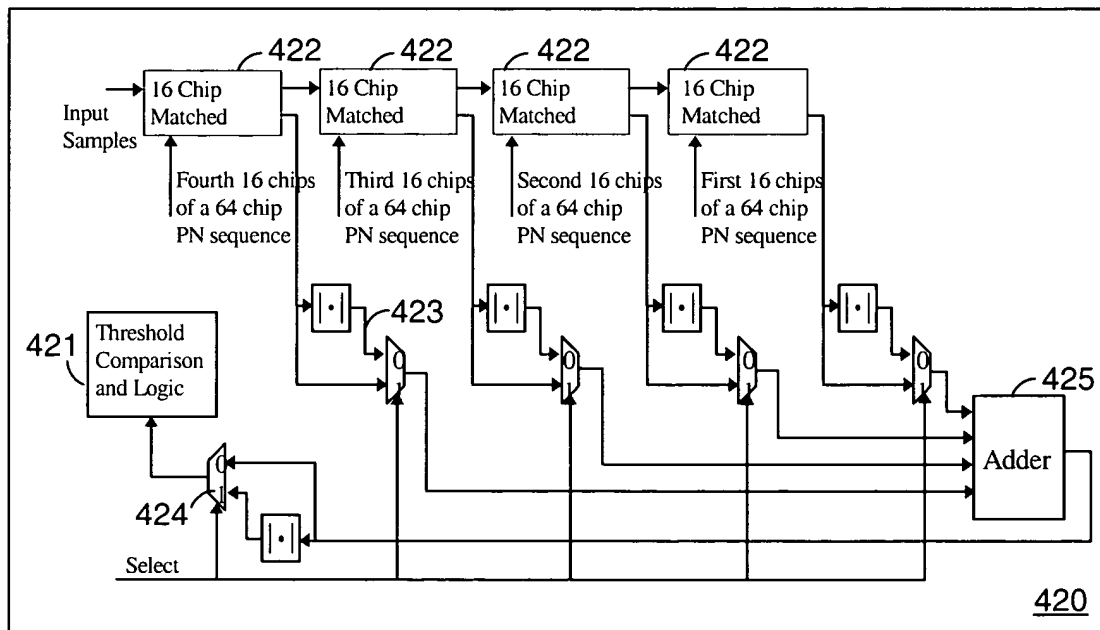 422
422
422
422
16 Chip
Matched
16 Chip
Matched
16 Chip
Matched
16 Chip
Matched
Input
Samples
Fourth 16 chips
of a 64 chip
PN sequence
Third 16 chips
of a 64 chip
PN sequence
Second 16 chips
of a 64 chip
PN sequence
First 16 chips
of a 64 chip
PN sequence
|•|
|•|
|•|
|•|
423
421
Threshold
Comparison
and Logic
0
1
0
1
0
1
0
1
425
Adder
0
1
424
|•|
Select
420